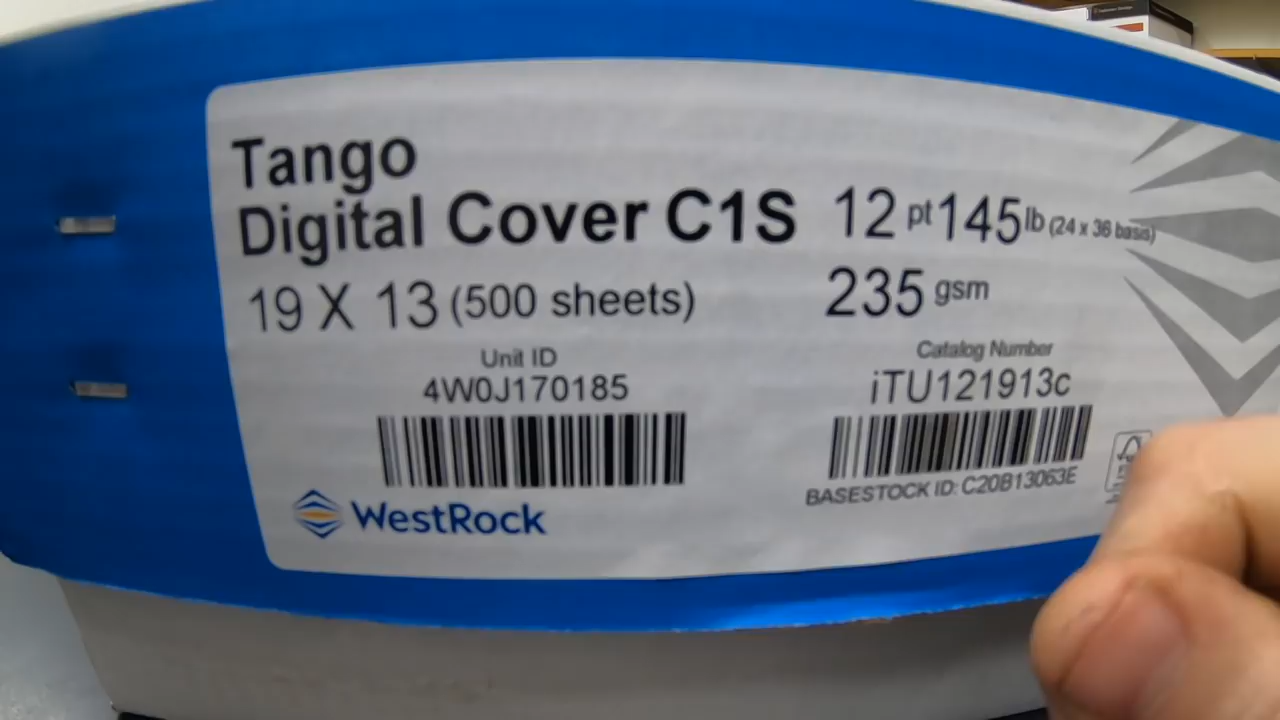 Tango
Digital Cover C1S 12 pt 145 lb (24 x 36 basis)
19 X 13 (500 sheets) 235 gsm
Unit ID
4W0J170185
Catalog Number
iTU121913c
BASESTOCK ID: C20B13063E
WestRock